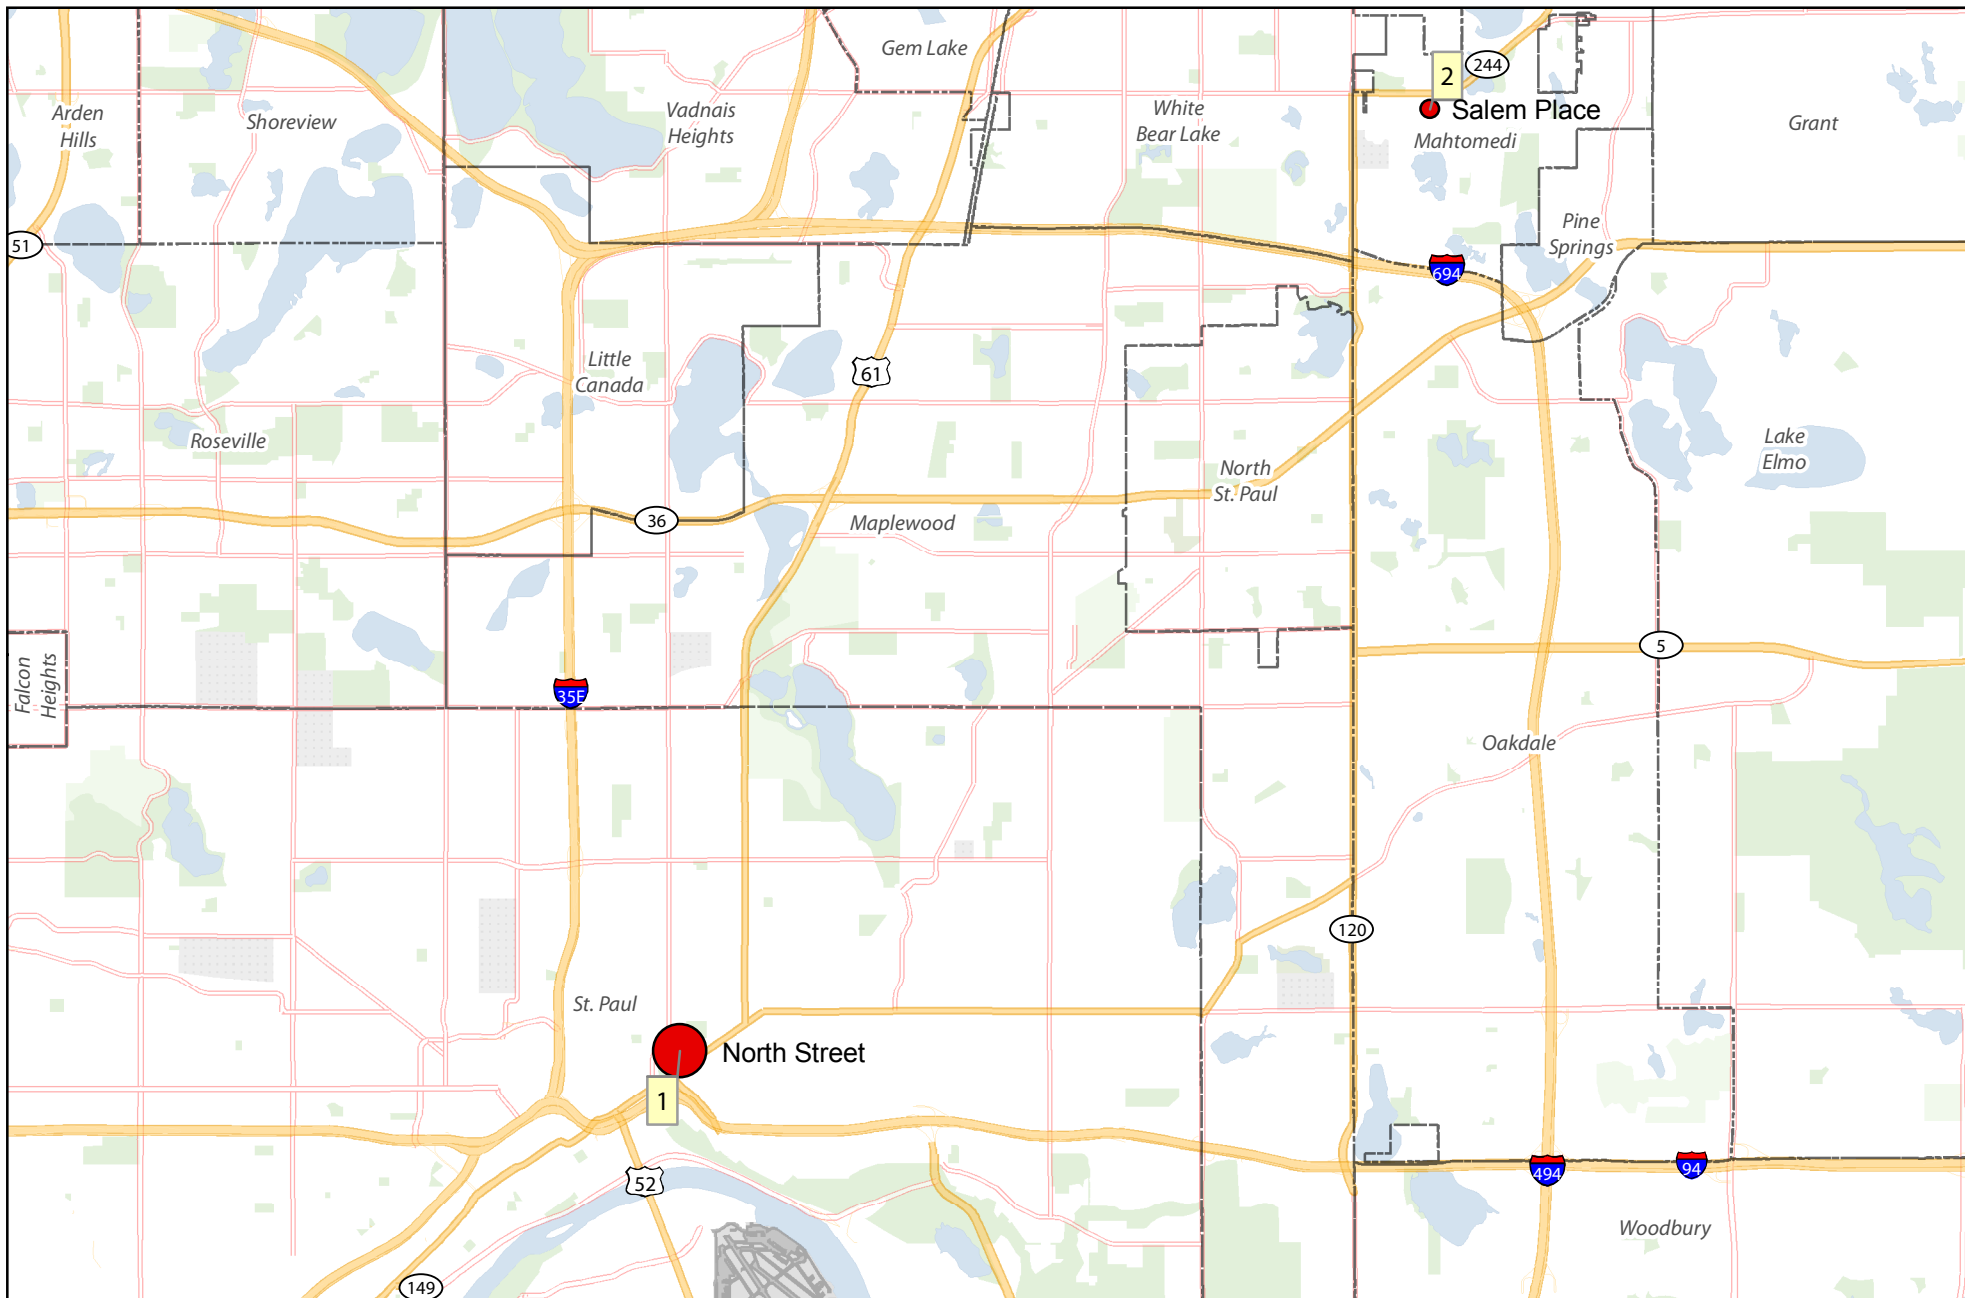 Gem Lake
2
244
Arden
Hills
Shoreview
Vadnais
Heights
White
Bear Lake
Salem Place
Mahtomedi
Grant
51
Pine
Springs
694
Little
Canada
61
Roseville
Lake
Elmo
North
St. Paul
36
Maplewood
Falcon
Heights
5
35E
Oakdale
120
St. Paul
North Street
1
52
494
94
Woodbury
149